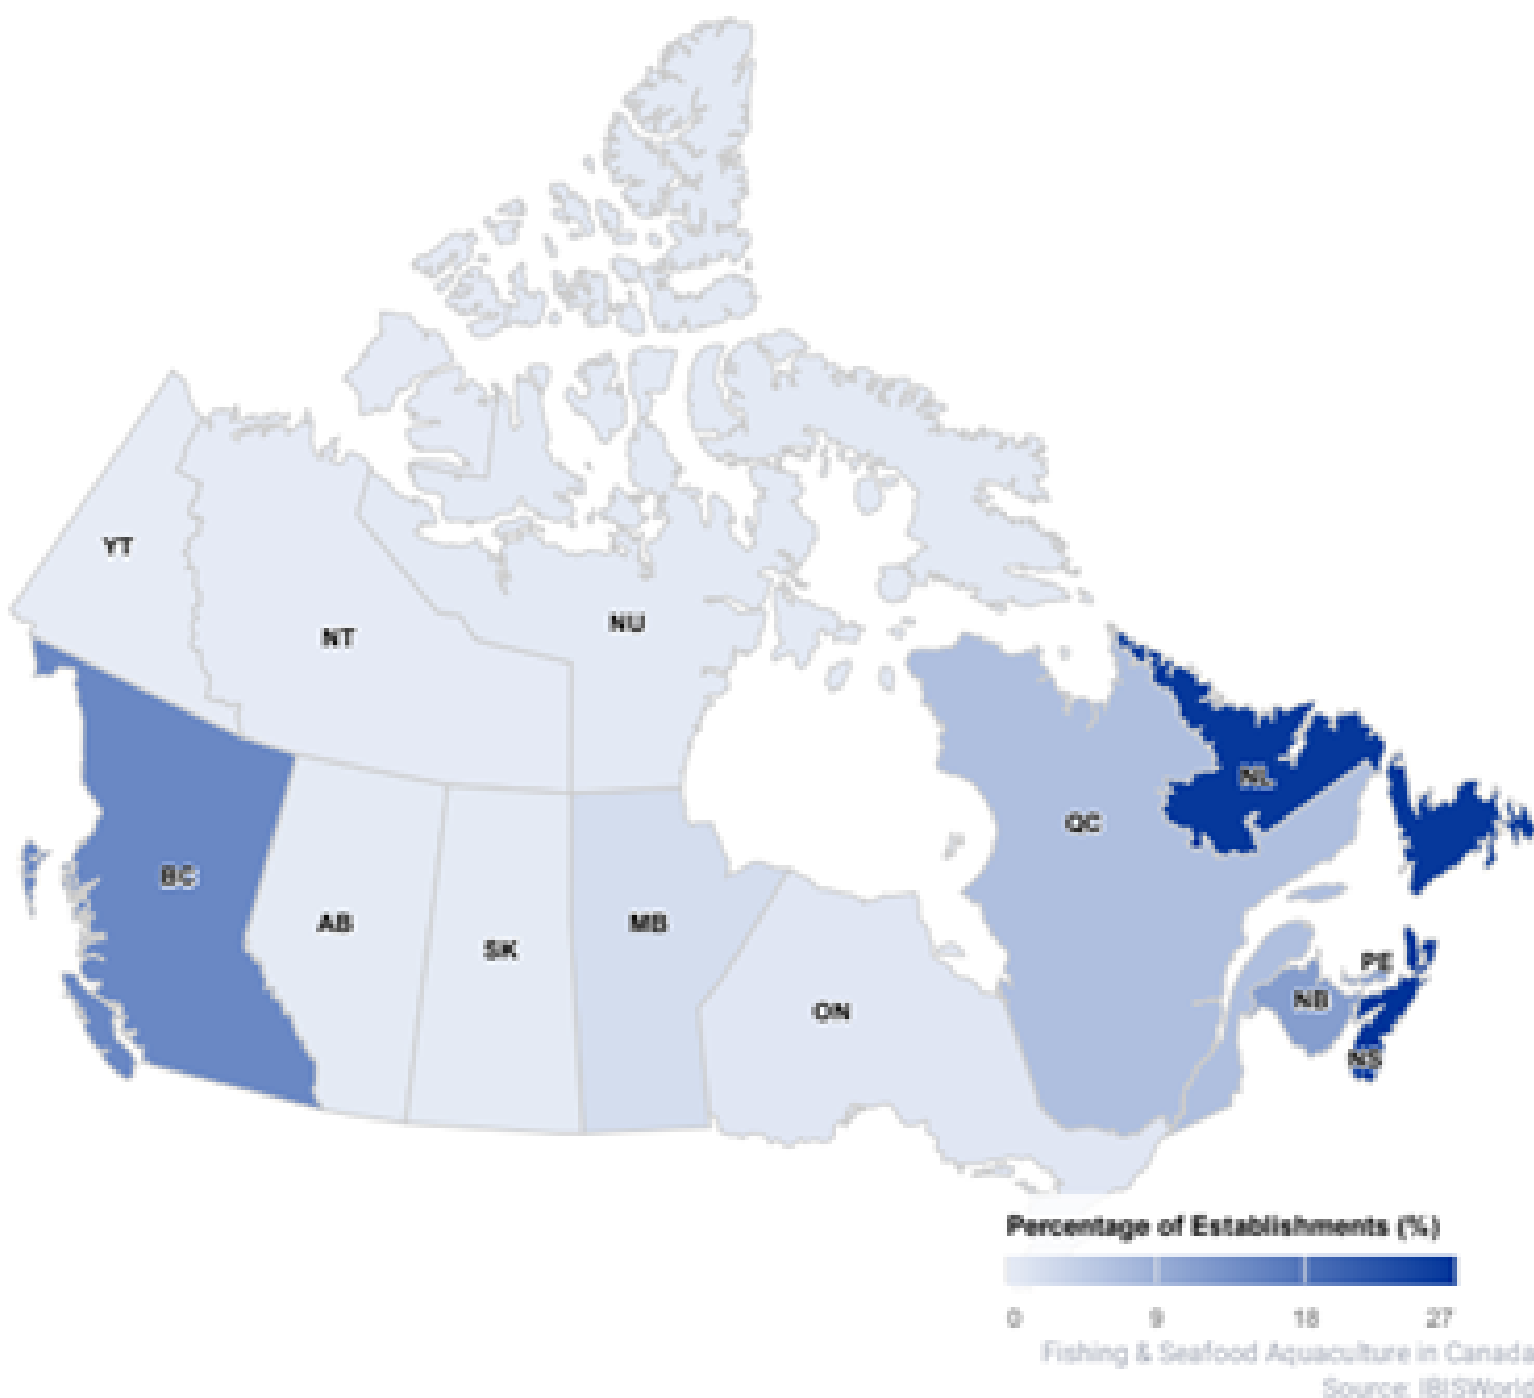 YT
NT
NU
NL
QC
BC
AB
SK
MB
ON
PE
NB
NS
Percentage of Establishments (%)
0 9 18 27
Fishing & Seafood Aquaculture in Canada
Source: IBISWorld